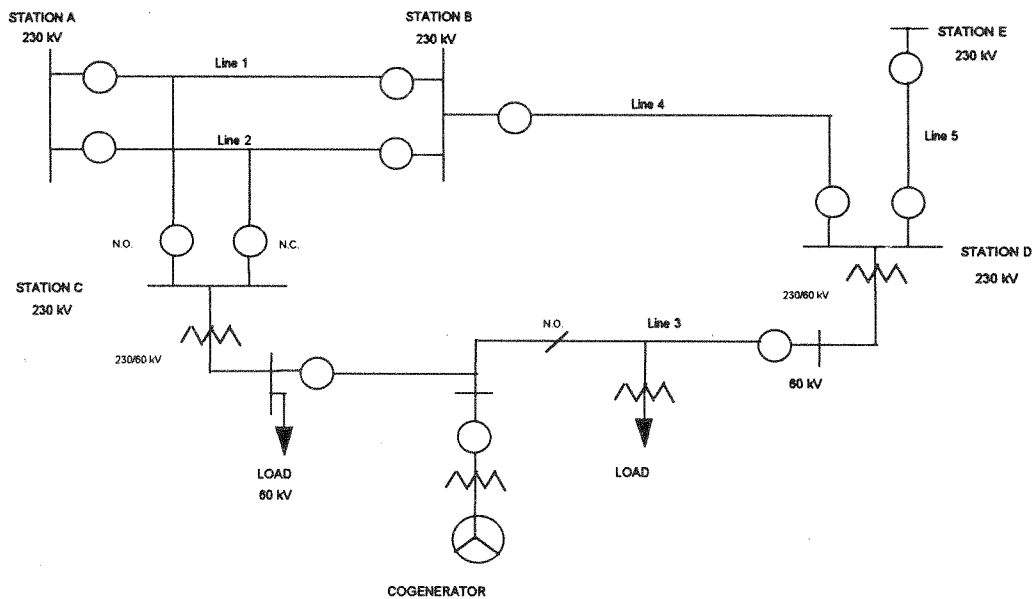 STATION A
230 kV
STATION B
230 kV
STATION E
230 kV
Line 1
Line 4
Line 2
Line 5
N.O.
N.C.
STATION D
230 kV
STATION C
230 kV
230/60 kV
N.O.
Line 3
230/60 kV
60 kV
LOAD
60 kV
LOAD
COGENERATOR